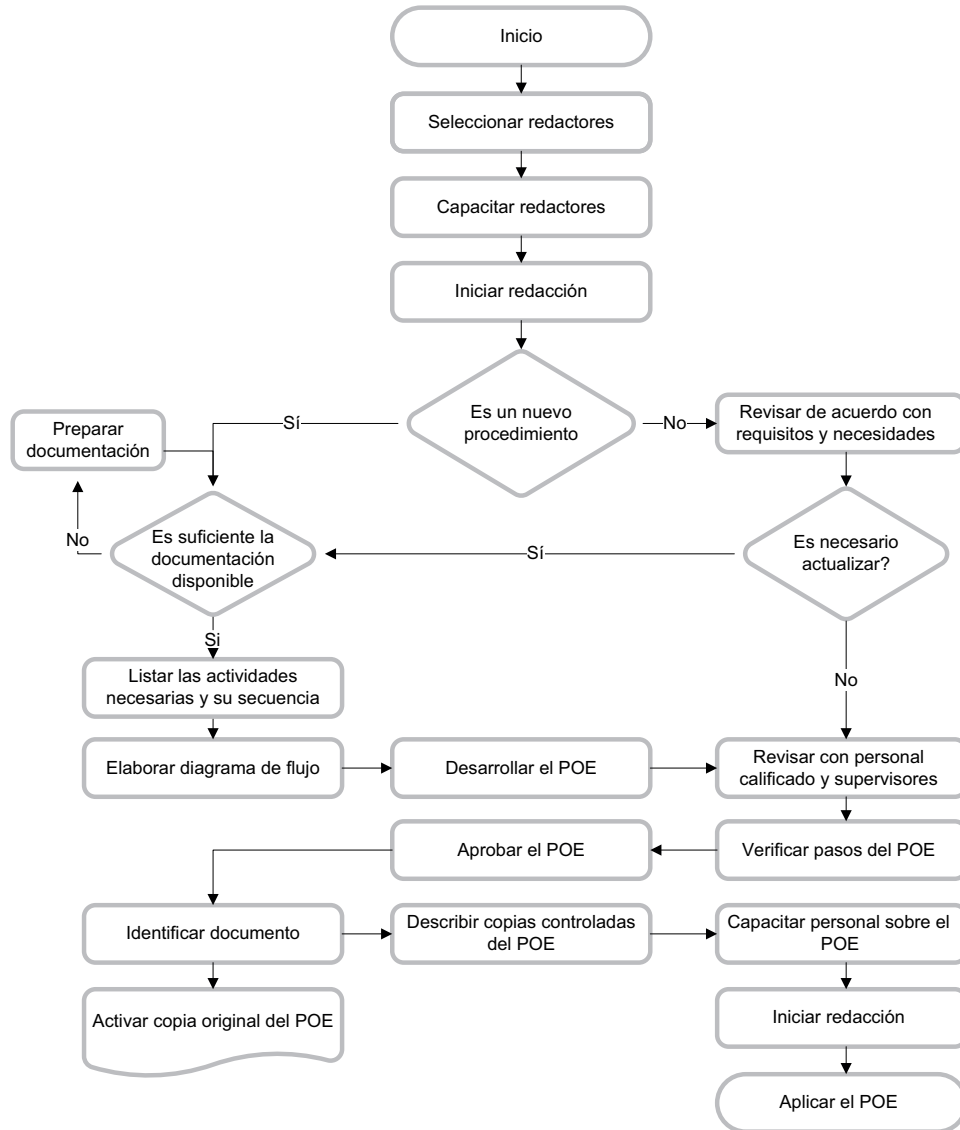 Inicio
Seleccionar redactores
Capacitar redactores
Iniciar redacción
Es un nuevo
procedimiento
Sí
No
Revisar de acuerdo con
requisitos y necesidades
Preparar
documentación
No
Es suficiente la
documentación
disponible
Sí
Es necesario
actualizar?
Si
No
Listar las actividades
necesarias y su secuencia
Elaborar diagrama de flujo
Desarrollar el POE
Revisar con personal
calificado y supervisores
Aprobar el POE
Verificar pasos del POE
Identificar documento
Describir copias controladas
del POE
Capacitar personal sobre el
POE
Activar copia original del POE
Iniciar redacción
Aplicar el POE